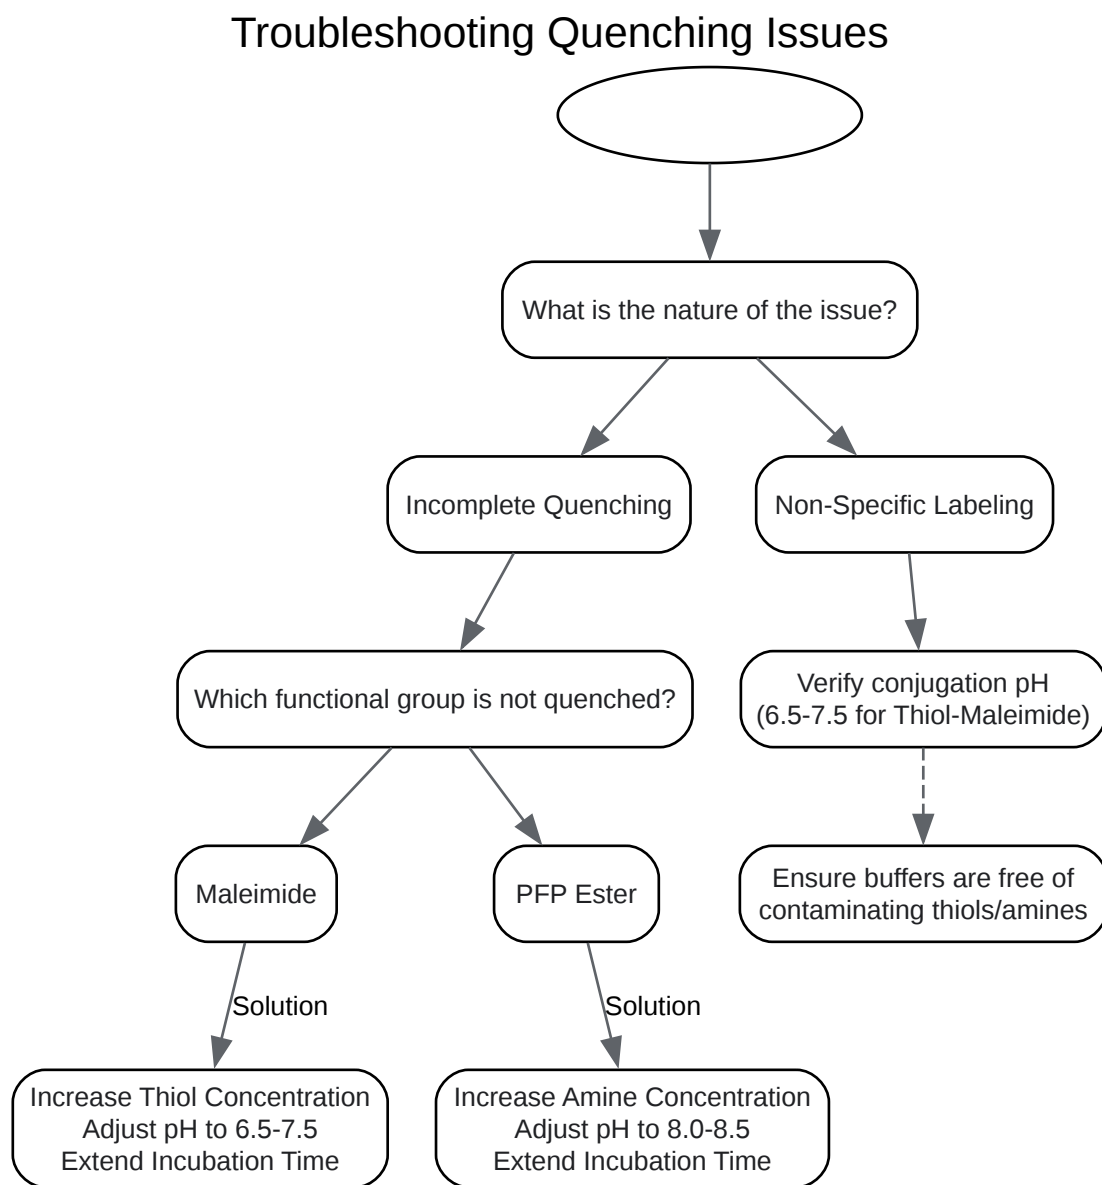 Troubleshooting Quenching Issues
What is the nature of the issue?
Incomplete Quenching
Non-Specific Labeling
Which functional group is not quenched?
Verify conjugation pH
(6.5-7.5 for Thiol-Maleimide)
Maleimide
PFP Ester
Ensure buffers are free of
contaminating thiols/amines
Solution
Solution
Increase Thiol Concentration
Adjust pH to 6.5-7.5
Extend Incubation Time
Increase Amine Concentration
Adjust pH to 8.0-8.5
Extend Incubation Time